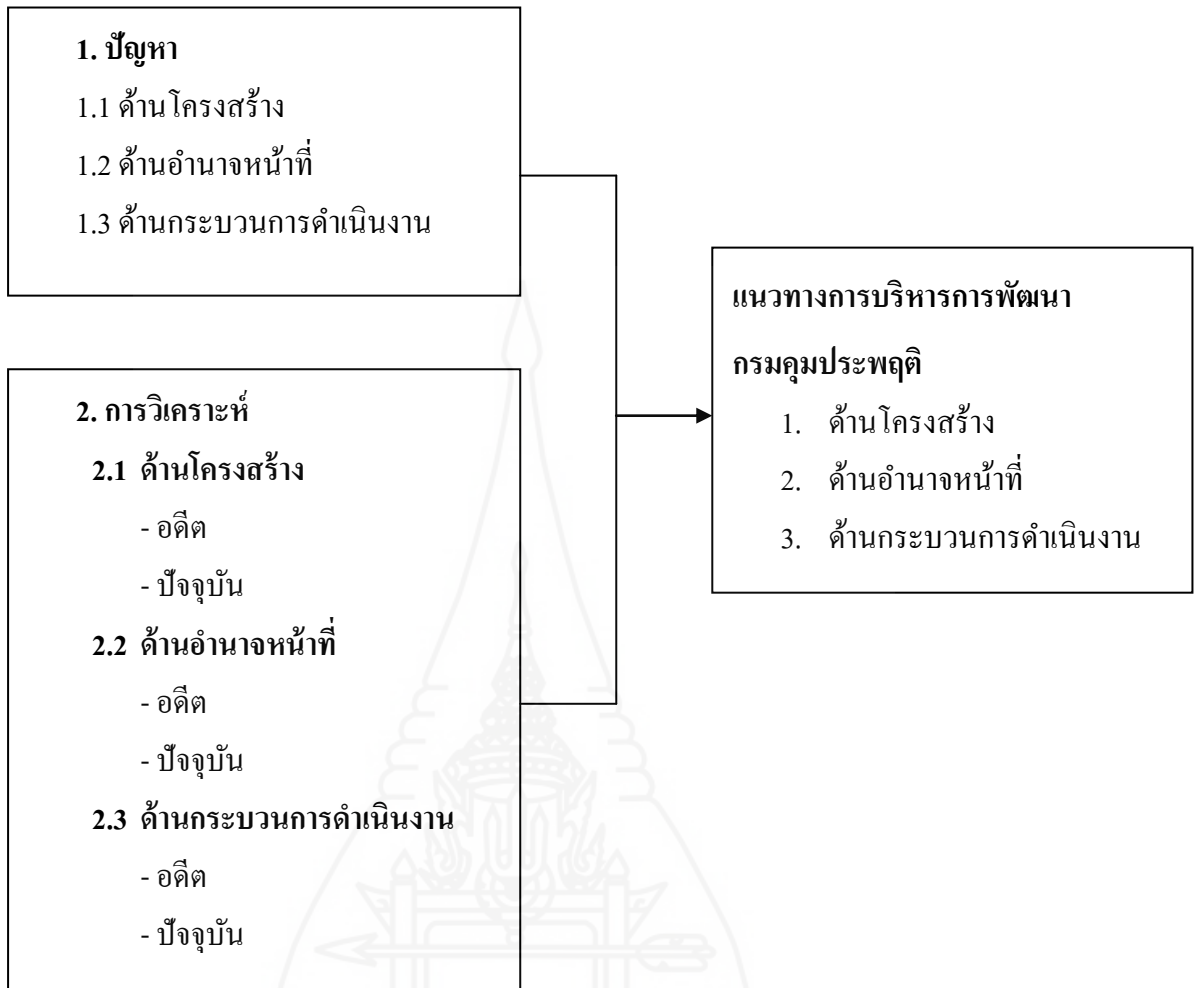 1. ปัญหา
1.1 ด้านโครงสร้าง
1.2 ด้านอำนาจหน้าที่
1.3 ด้านกระบวนการดำเนินงาน
2. การวิเคราะห์
2.1 ด้านโครงสร้าง
- อดีต
- ปัจจุบัน
2.2 ด้านอำนาจหน้าที่
- อดีต
- ปัจจุบัน
2.3 ด้านกระบวนการดำเนินงาน
- อดีต
- ปัจจุบัน
แนวทางการบริหารการพัฒนา
กรมคุมประพฤติ
1. ด้านโครงสร้าง
2. ด้านอำนาจหน้าที่
3. ด้านกระบวนการดำเนินงาน